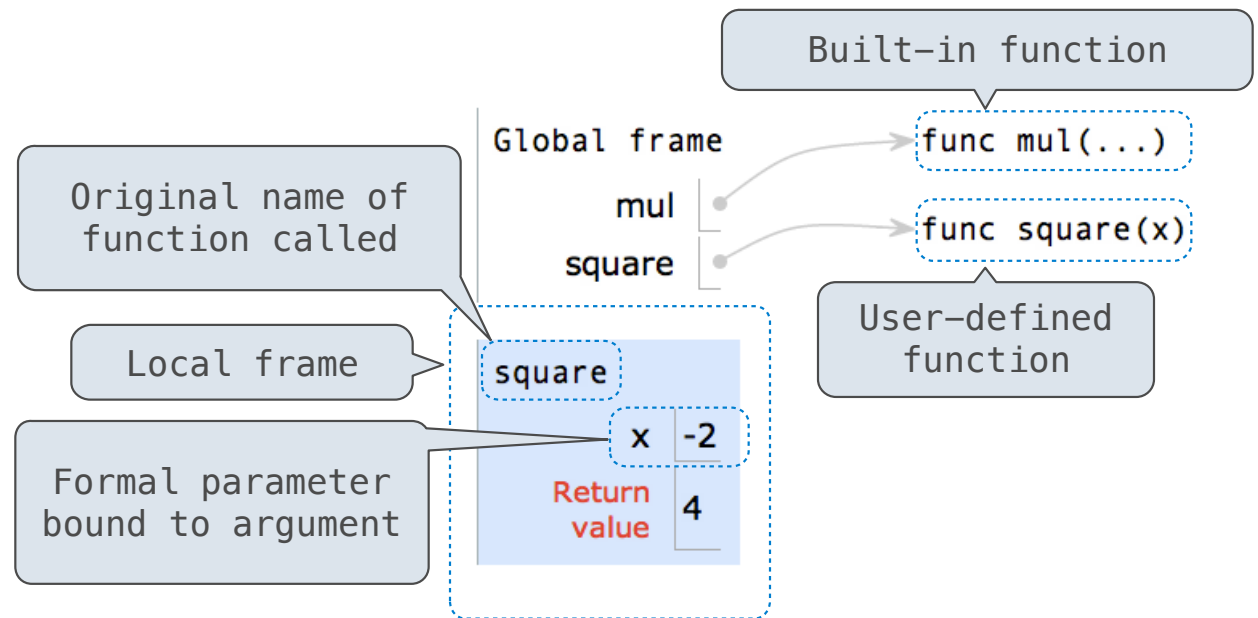 Built-in function
Global frame
func mul(...)
mul
Original name of
function called
func square(x)
square
User-defined
function
Local frame
square
x -2
Formal parameter
bound to argument
Return
value
4